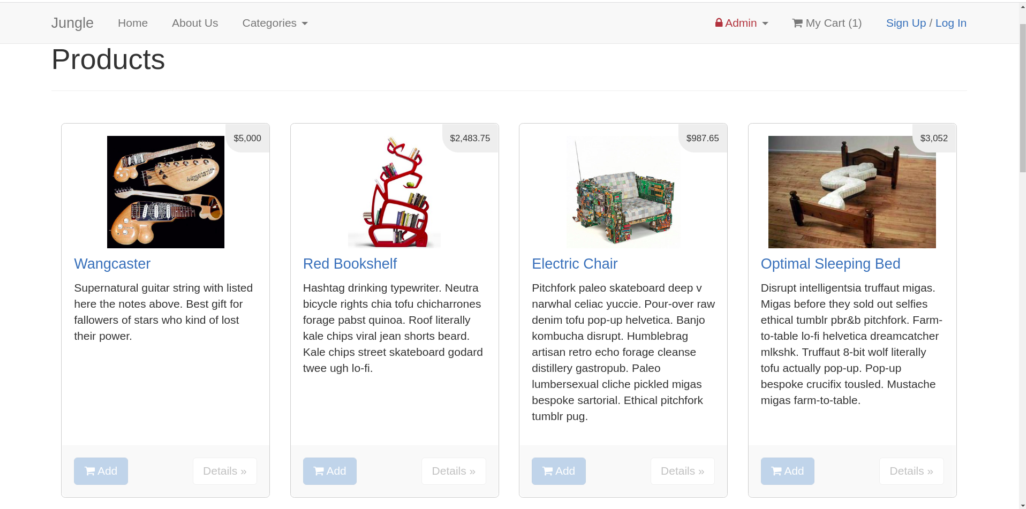 Jungle Home About Us Categories Admin My Cart (1) Sign Up / Log In
Products
$5,000
Wangcaster
Supernatural guitar string with listed
here the notes above. Best gift for
fallowers of stars who kind of lost
their power.
Add Details »
$2,483.75
Red Bookshelf
Hashtag drinking typewriter. Neutra
bicycle rights chia tofu chicharrones
forage pabst quinoa. Roof literally
kale chips viral jean shorts beard.
Kale chips street skateboard godard
twee ugh lo-fi.
Add Details »
$987.65
Electric Chair
Pitchfork paleo skateboard deep v
narwhal celiac yuccie. Pour-over raw
denim tofu pop-up helvetica. Banjo
kombucha disrupt. Humblebrag
artisan retro echo forage cleanse
distillery gastropub. Paleo
lumbersexual cliche pickled migas
bespoke sartorial. Ethical pitchfork
tumblr pug.
Add Details »
$3,052
Optimal Sleeping Bed
Disrupt intelligentsia truffaut migas.
Migas before they sold out selfies
ethical tumblr pbr&b pitchfork. Farm-
to-table lo-fi helvetica dreamcatcher
mlkshk. Truffaut 8-bit wolf literally
tofu actually pop-up. Pop-up
bespoke crucifix tousled. Mustache
migas farm-to-table.
Add Details »